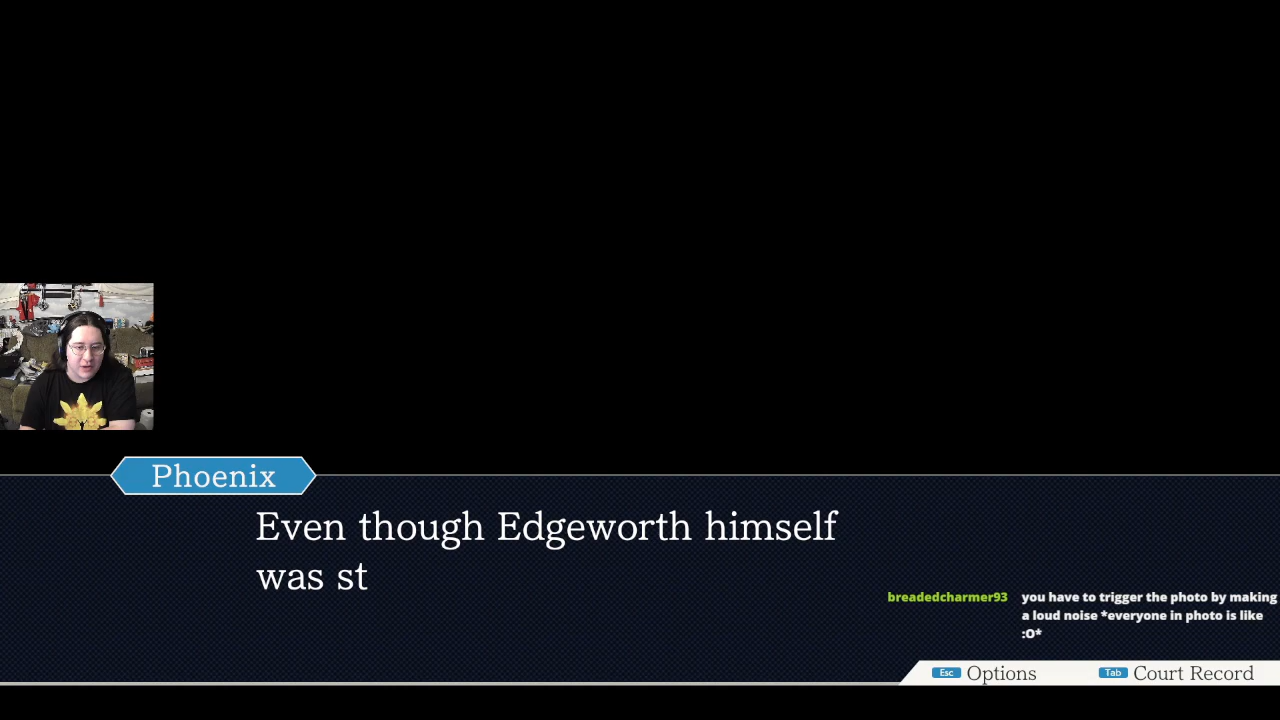 Phoenix
Even though Edgeworth himself
was st
breadedcharmer93 you have to trigger the photo by making
a loud noise *everyone in photo is like
:O*
Esc Options Tab Court Record